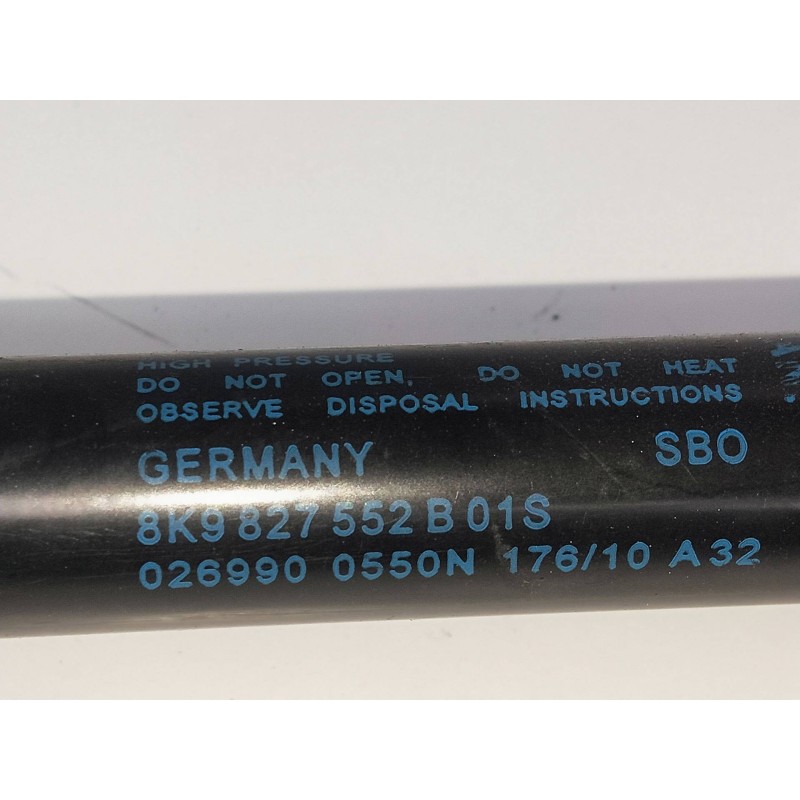 HIGH PRESSURE
DO NOT OPEN, DO NOT HEAT
OBSERVE DISPOSAL INSTRUCTIONS
GERMANY SBO
8K9 827 552 B 01S
026990 0550N 176/10 A 32